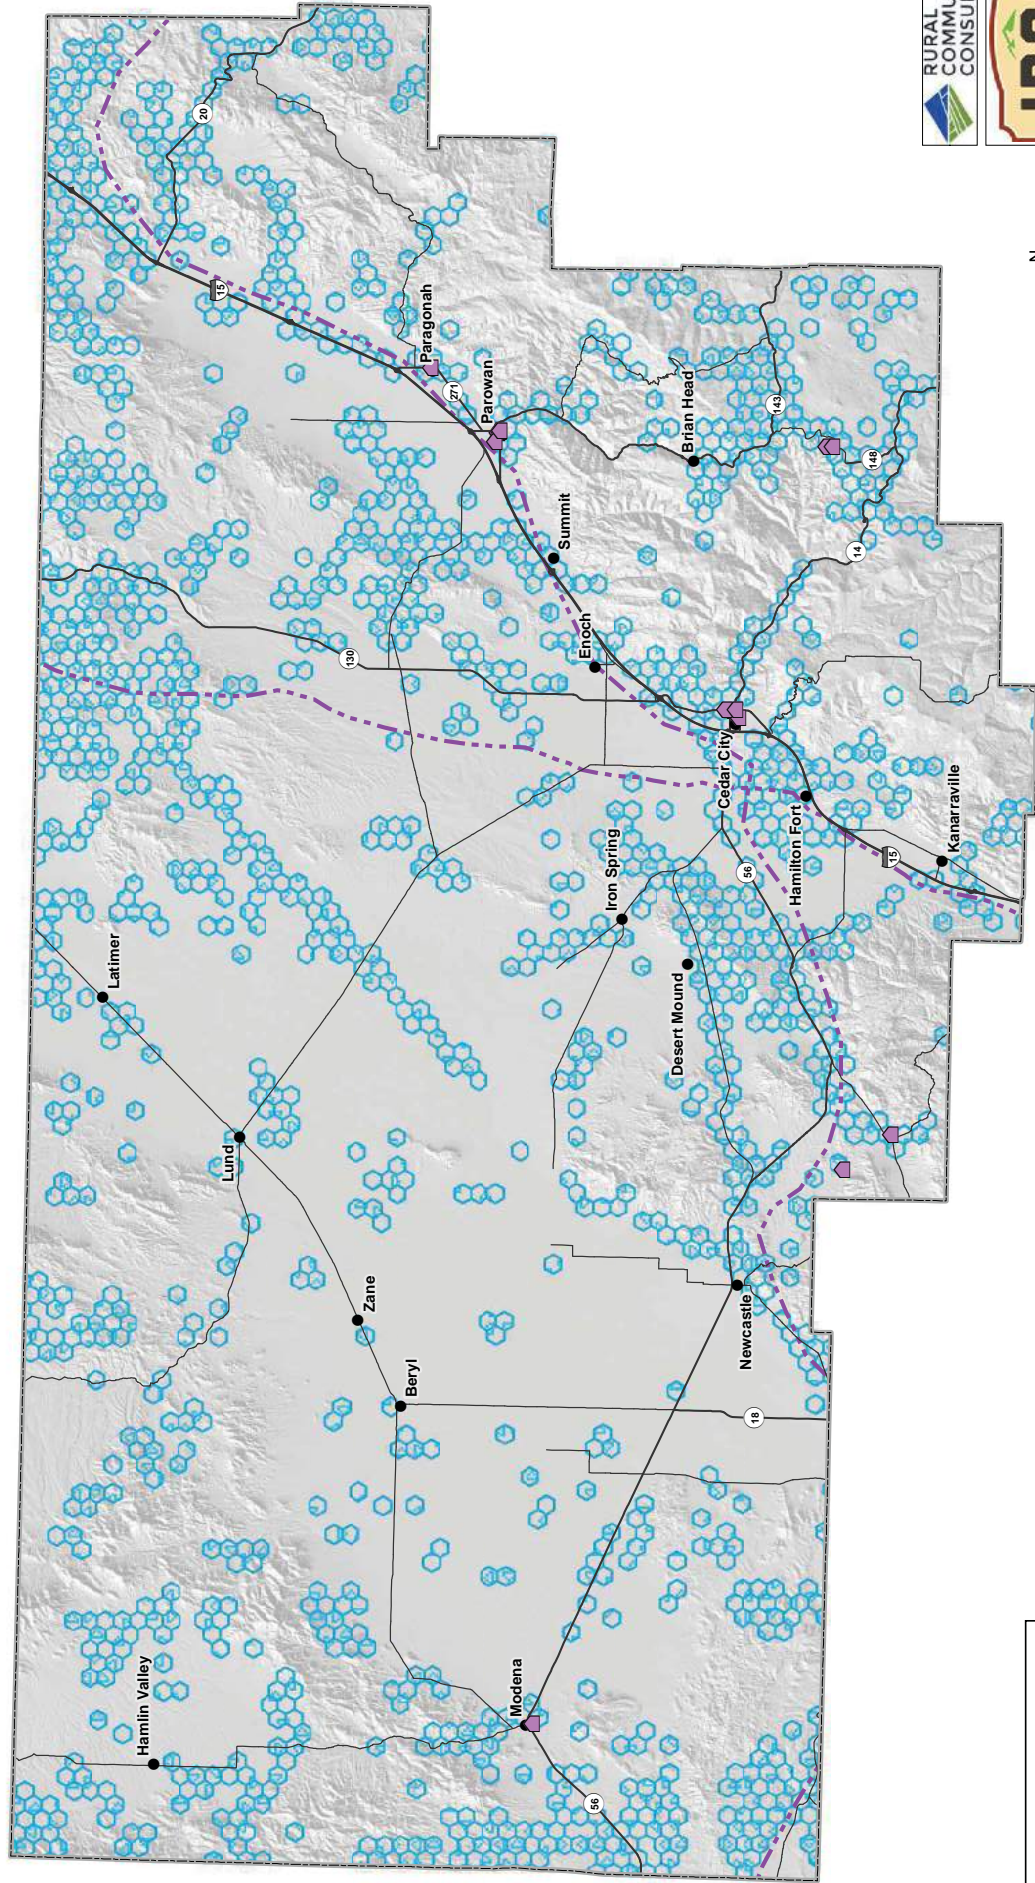 Hamlin Valley
Modena
56
Beryl
Zane
18
Newcastle
Lund
Latimer
Desert Mound
Iron Spring
56
Hamilton Fort
Cedar City
Kanarraville
15
130
Enoch
Summit
14
148
143
Brian Head
Parowan
271
Paragonah
15
20
RURAL
COMMU
CONSU
N